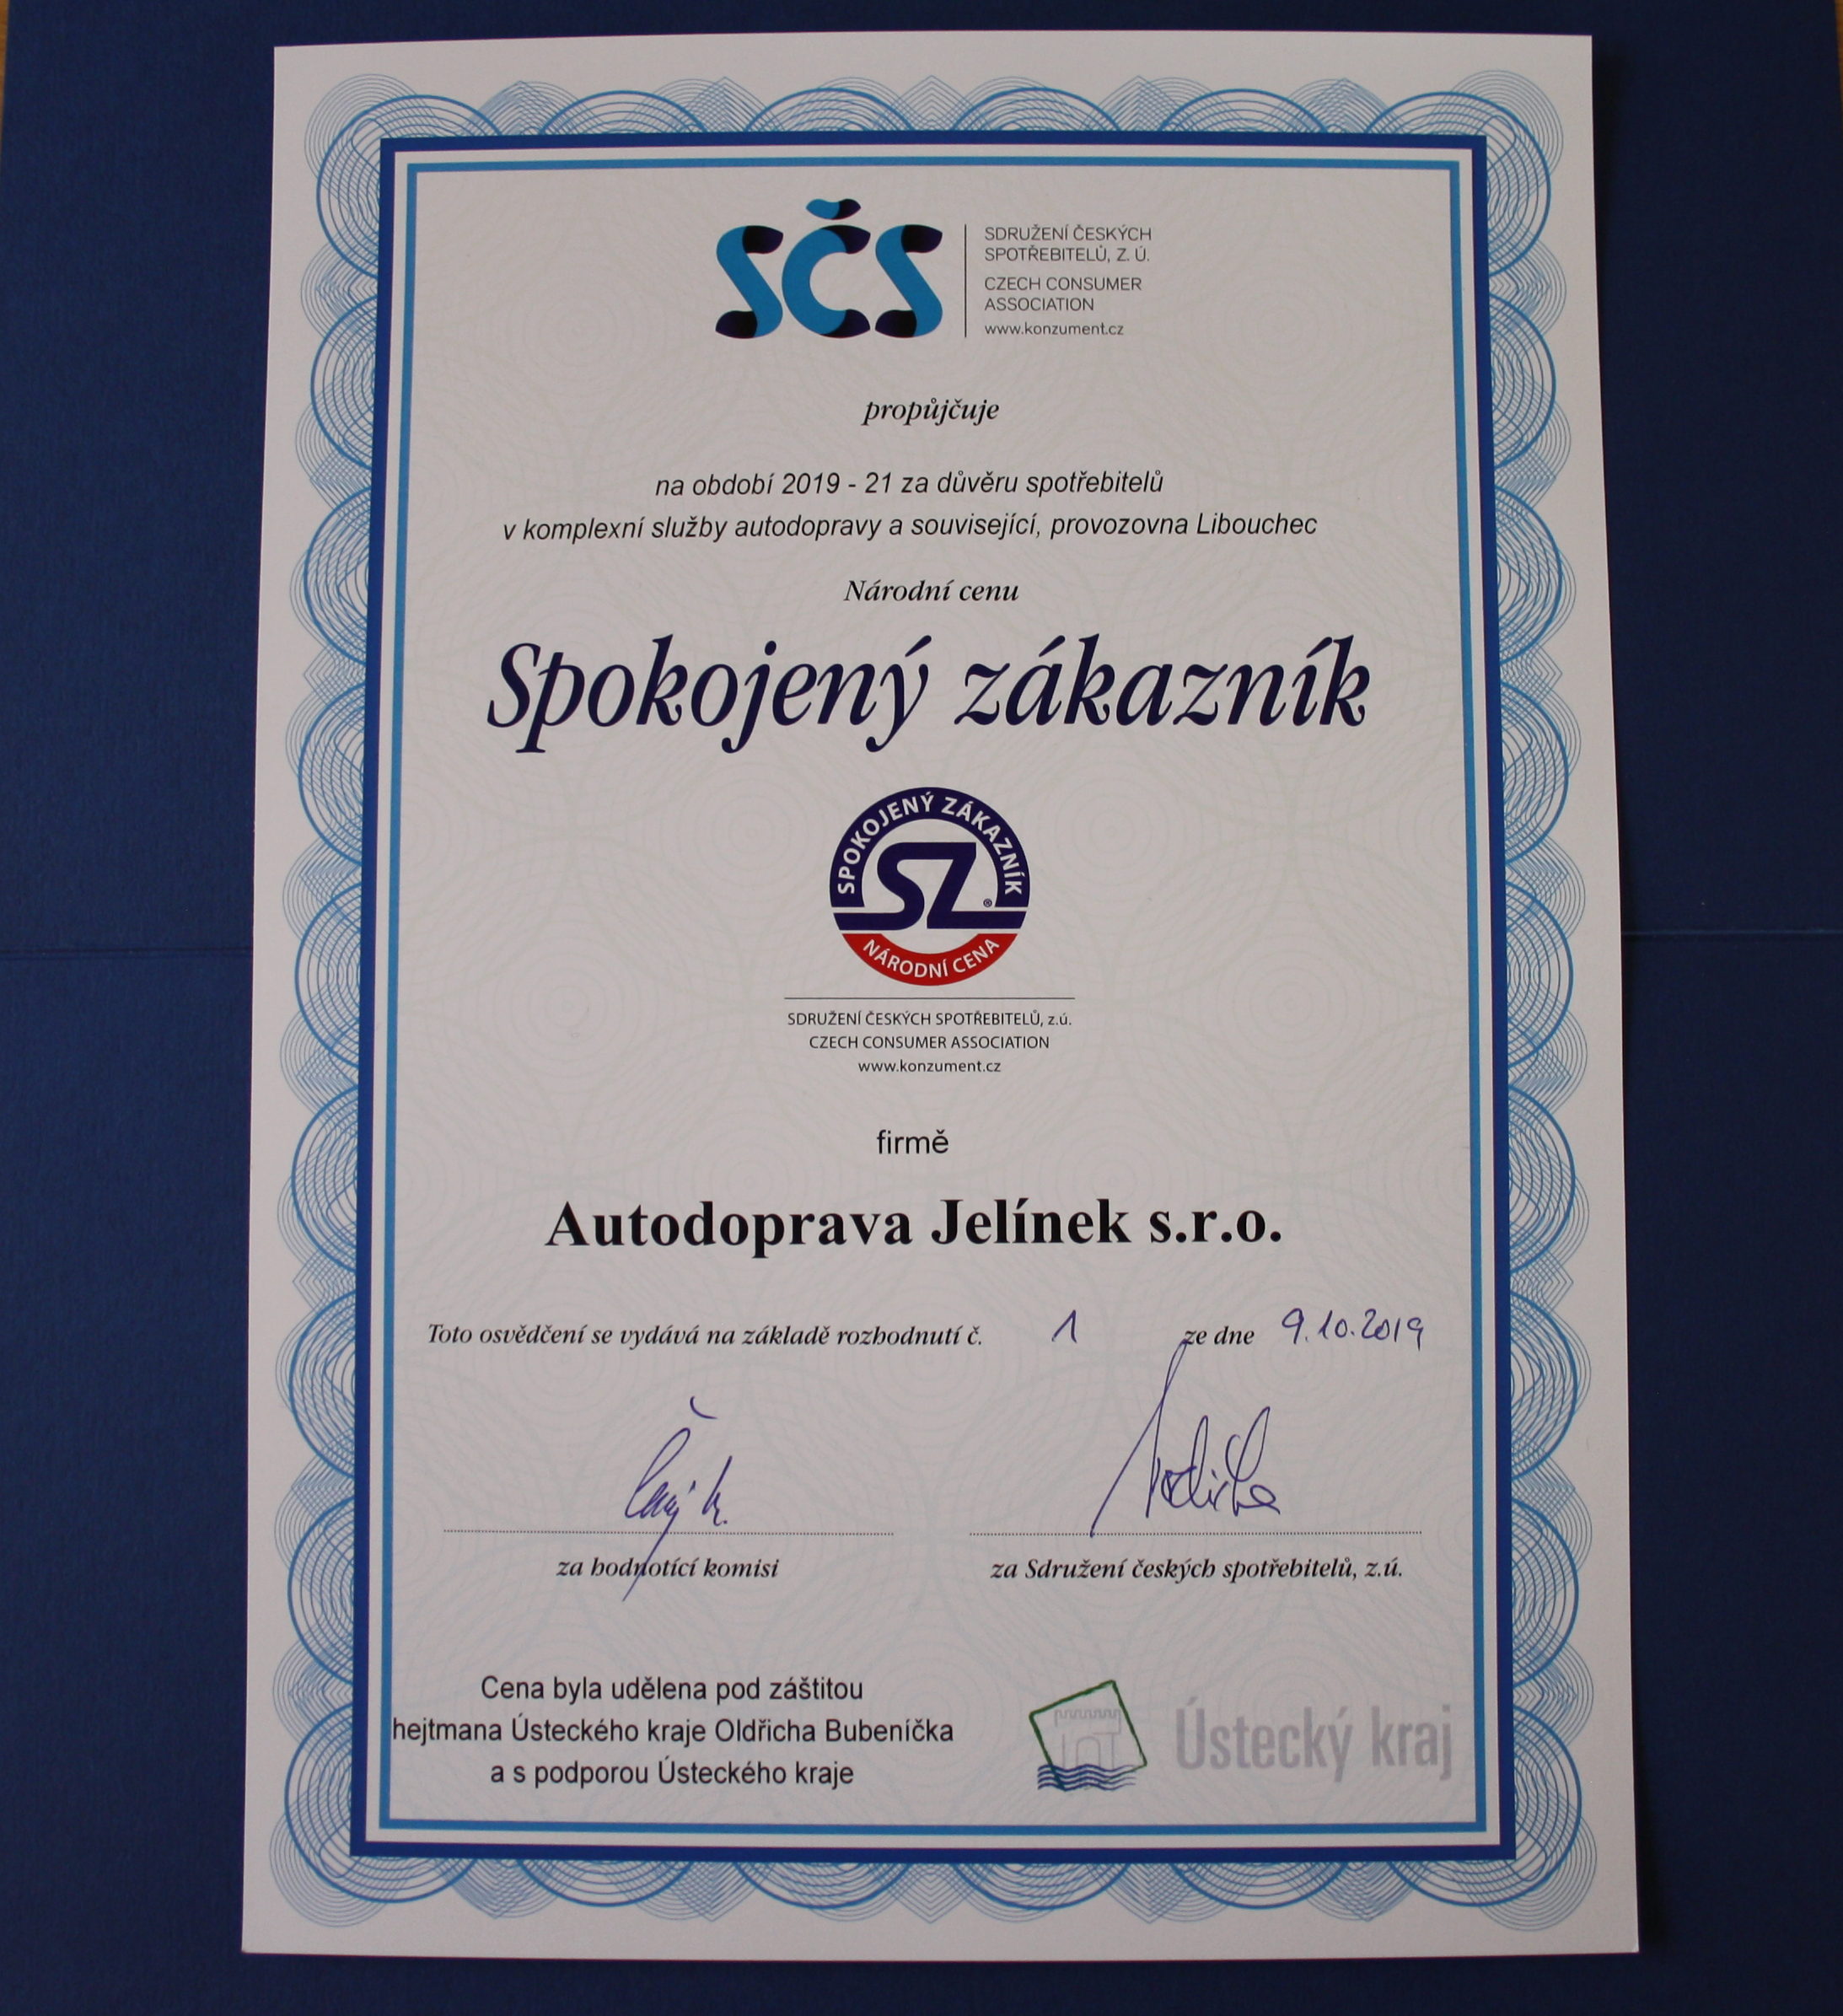 SČS
SDRUŽENÍ ČESKÝCH
SPOTŘEBITELŮ, Z. Ú.
CZECH CONSUMER
ASSOCIATION
www.konzument.cz
propůjčuje
na období 2019 - 21 za důvěru spotřebitelů
v komplexní služby autodopravy a související, provozovna Libouchec
Národní cenu
Spokojený zákazník
SPOKOJENÝ ZÁKAZNÍK
SZ®
NÁRODNÍ CENA
SDRUŽENÍ ČESKÝCH SPOTŘEBITELŮ, z.ú.
CZECH CONSUMER ASSOCIATION
www.konzument.cz
firmě
Autodoprava Jelínek s.r.o.
Toto osvědčení se vydává na základě rozhodnutí č. 1 ze dne 9.10.2019
za hodnotící komisi
za Sdružení českých spotřebitelů, z.ú.
Cena byla udělena pod záštitou
hejtmana Ústeckého kraje Oldřicha Bubeníčka
a s podporou Ústeckého kraje
Ústecký kraj